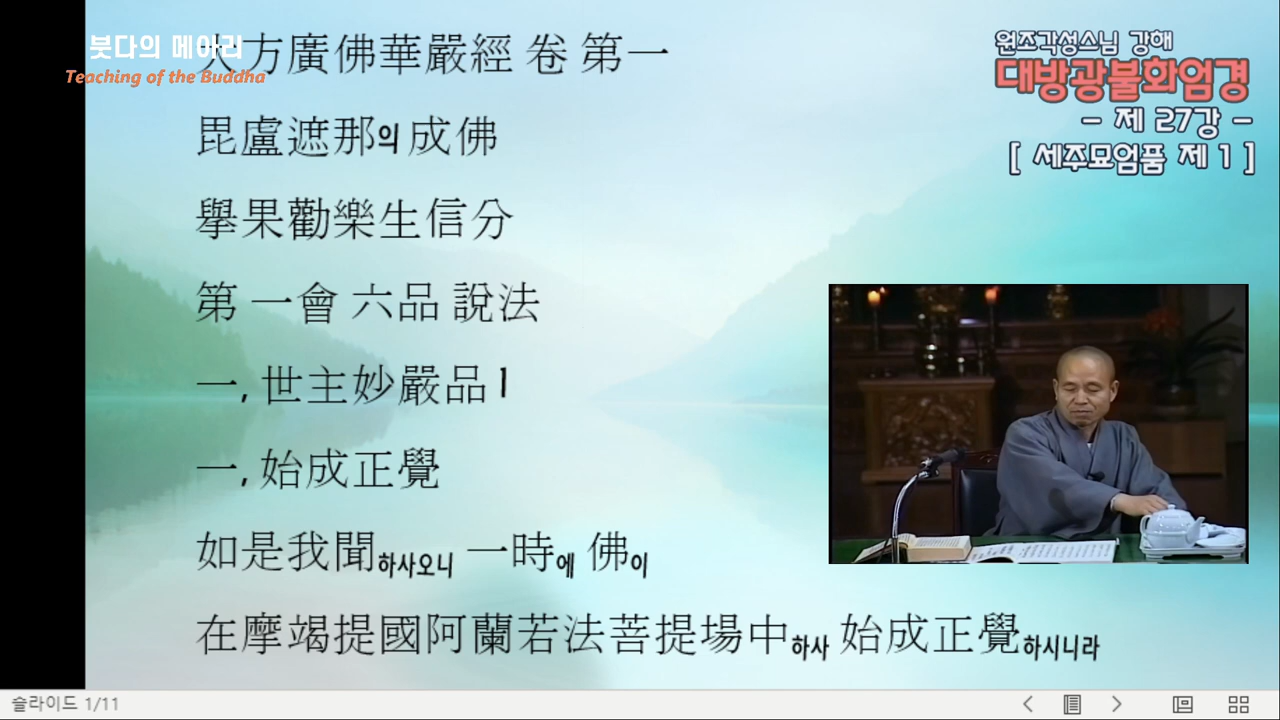 붓다의 메아리
Teaching of the Buddha
大方廣佛華嚴經 卷 第一
毘盧遮那의 成佛
擧果勸樂生信分
第 一會 六品 說法
一, 世主妙嚴品 1
一, 始成正覺
如是我聞하사오니 一時에 佛이
在摩竭提國阿蘭若法菩提場中하사 始成正覺하시니라
원조각성스님 강해
대방광불화엄경
- 제 27강 -
[ 세주묘엄품 제 1 ]
슬라이드 1/11